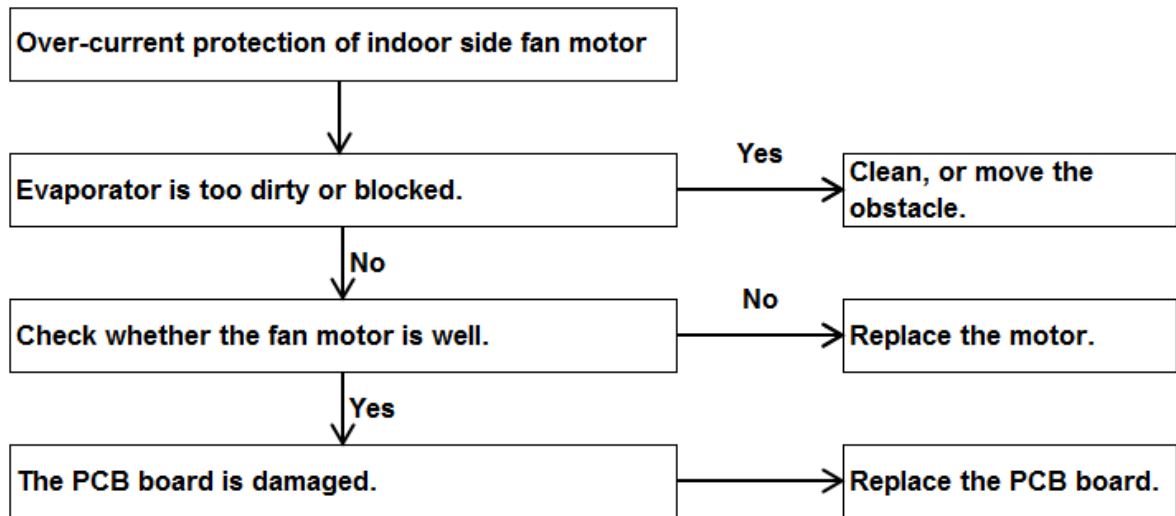 Over-current protection of indoor side fan motor
Yes
Evaporator is too dirty or blocked.
Clean, or move the
obstacle.
No
No
Check whether the fan motor is well.
Replace the motor.
Yes
The PCB board is damaged.
Replace the PCB board.